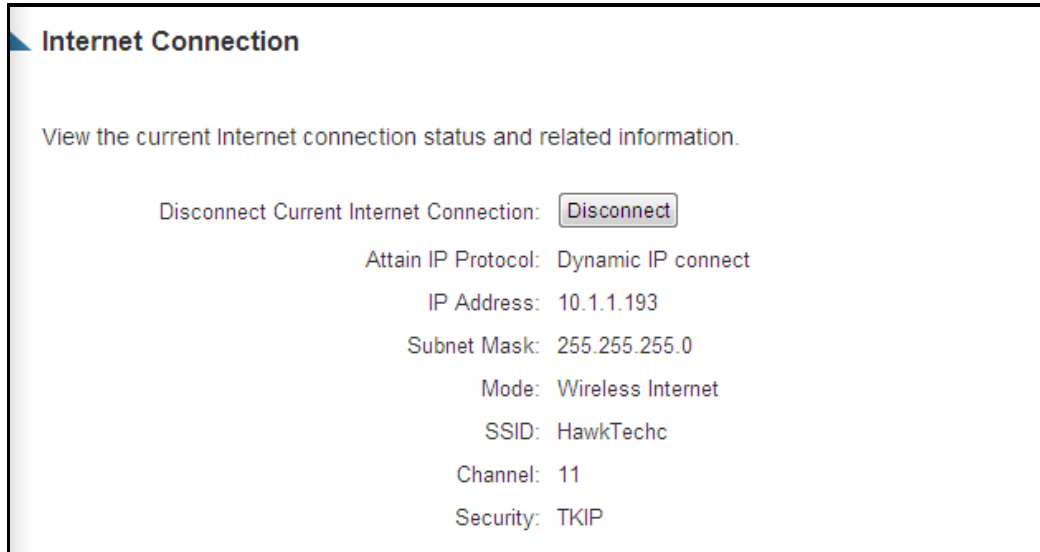 Internet Connection
View the current Internet connection status and related information.
Disconnect Current Internet Connection: Disconnect
Attain IP Protocol: Dynamic IP connect
IP Address: 10.1.1.193
Subnet Mask: 255.255.255.0
Mode: Wireless Internet
SSID: HawkTechc
Channel: 11
Security: TKIP